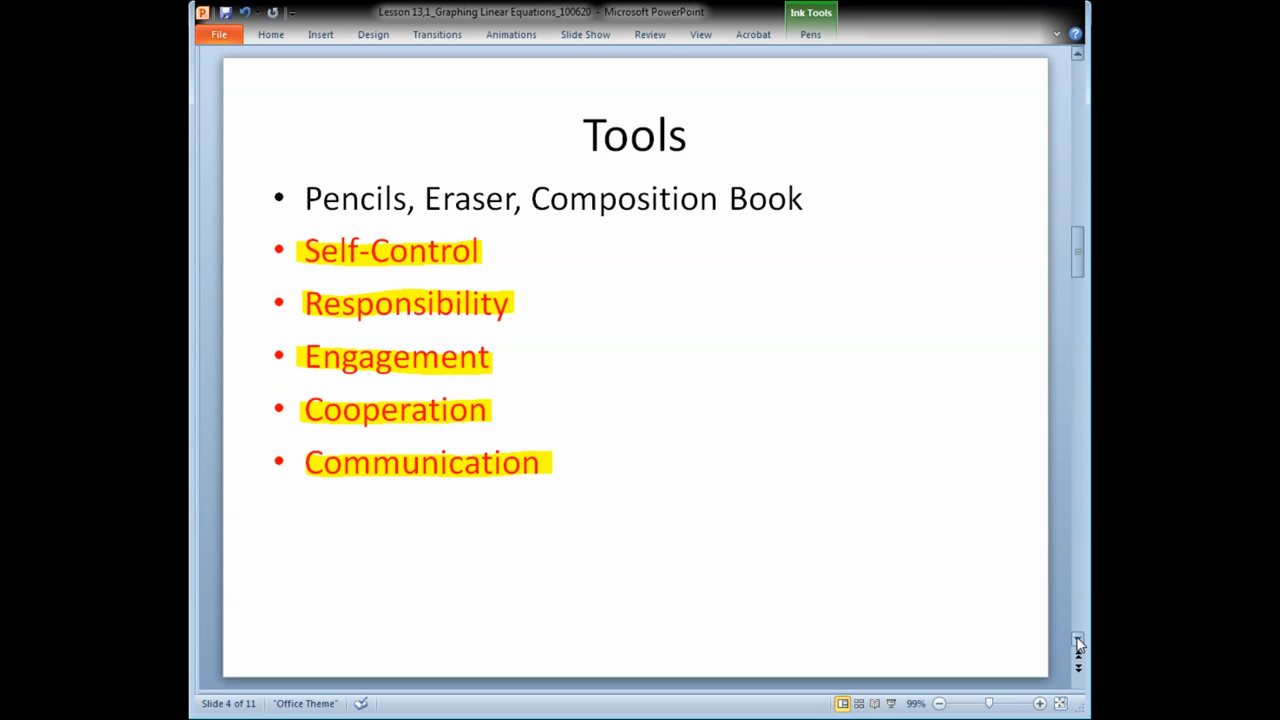 Lesson 13,1_Graphing Linear Equations_100620 - Microsoft PowerPoint
Ink Tools
File Home Insert Design Transitions Animations Slide Show Review View Acrobat Pens
Tools
• Pencils, Eraser, Composition Book
• Self-Control
• Responsibility
• Engagement
• Cooperation
• Communication
Slide 4 of 11 "Office Theme" 99%